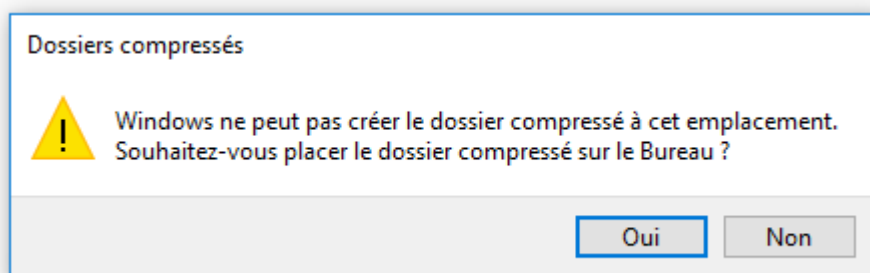 Dossiers compressés
Windows ne peut pas créer le dossier compressé à cet emplacement.
Souhaitez-vous placer le dossier compressé sur le Bureau ?
Oui
Non